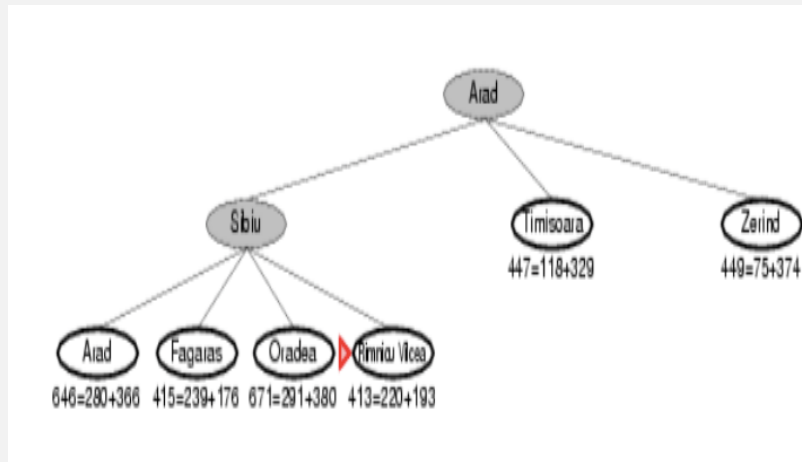 Arad
Sibiu Timisoara Zerind
447=118+329 449=75+374
Arad Fagaras Oradea Rimnicu Vilcea
646=280+366 415=239+176 671=291+380 413=220+193